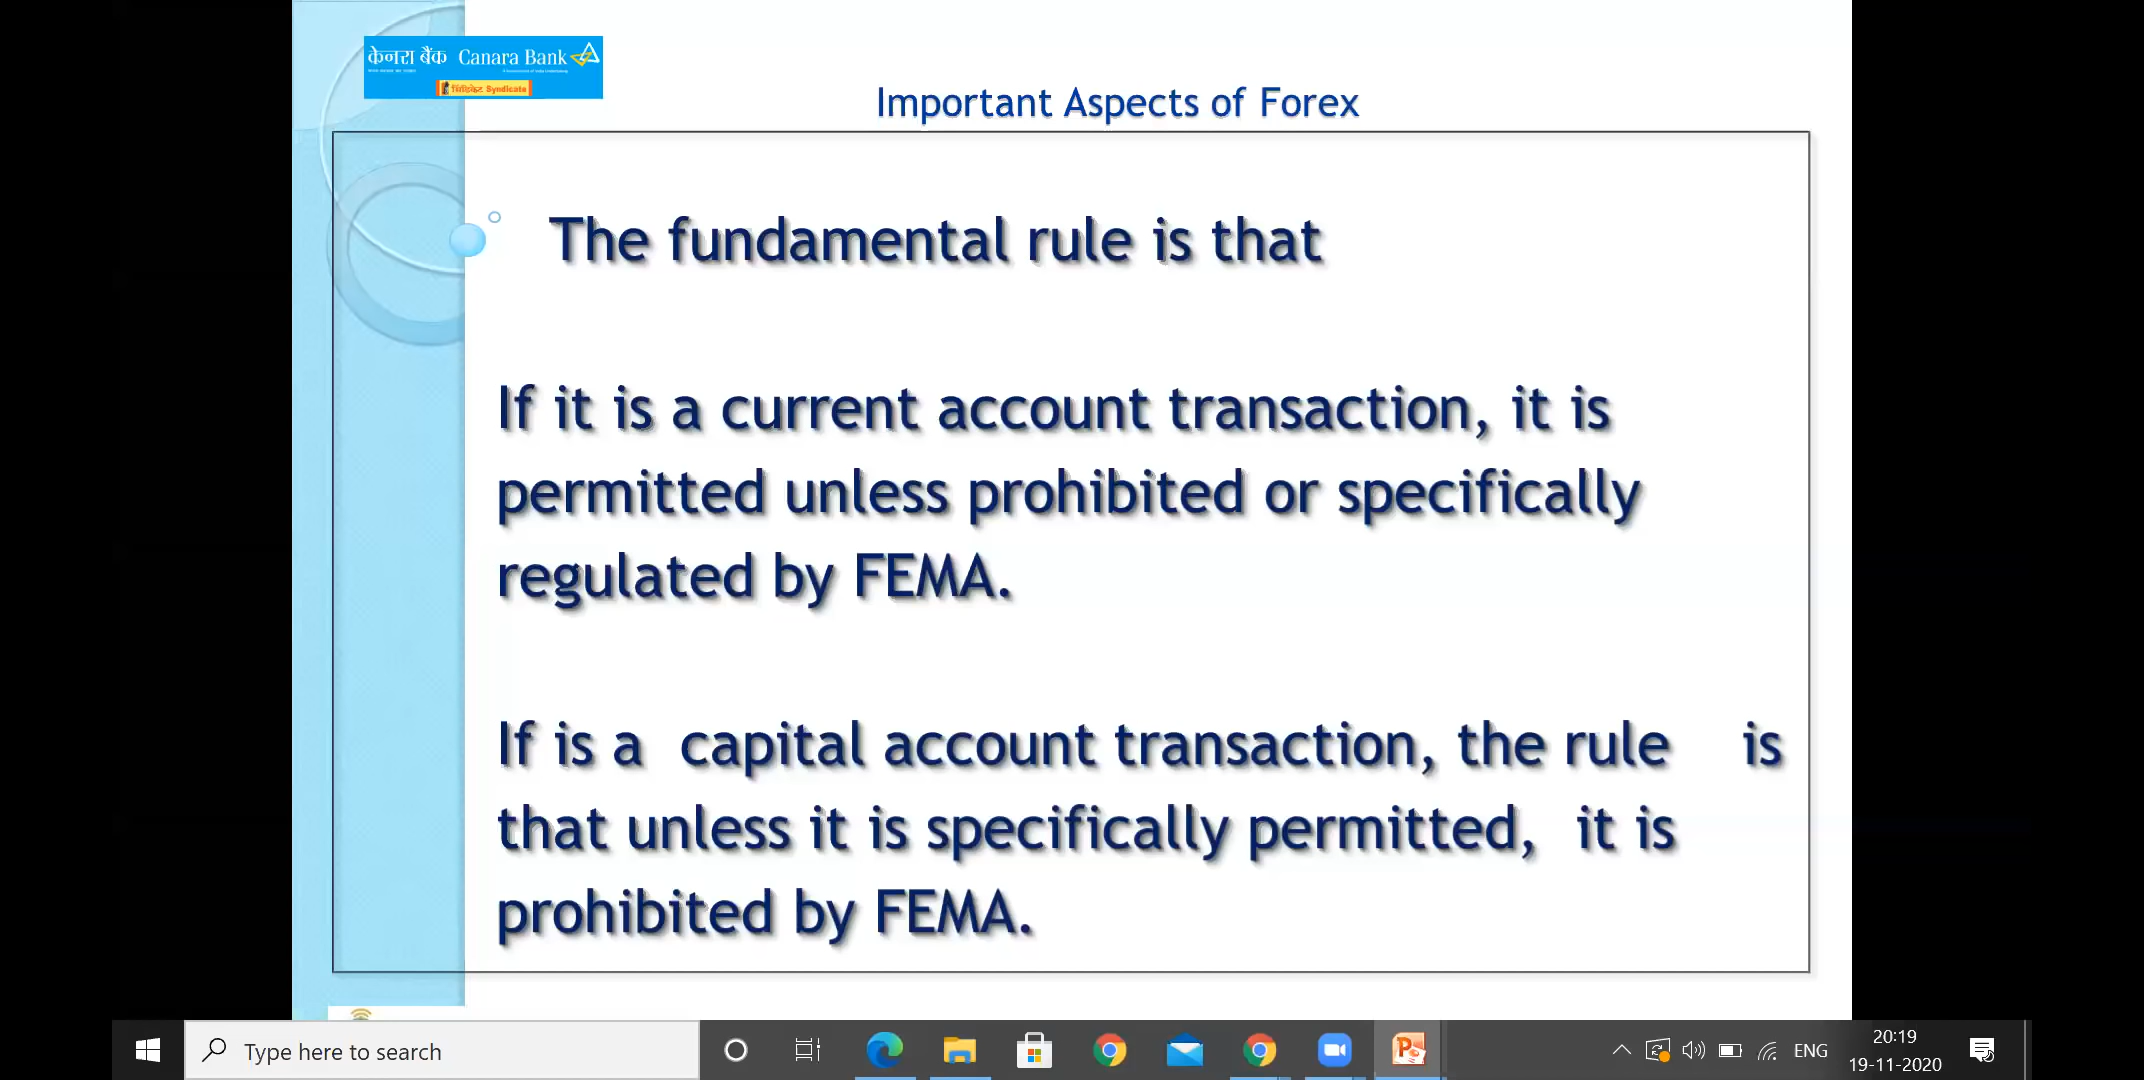 केनरा बैंक Canara Bank
सिंडिकेट Syndicate
Important Aspects of Forex
The fundamental rule is that
If it is a current account transaction, it is
permitted unless prohibited or specifically
regulated by FEMA.
If is a capital account transaction, the rule is
that unless it is specifically permitted, it is
prohibited by FEMA.
Type here to search
ENG
20:19
19-11-2020